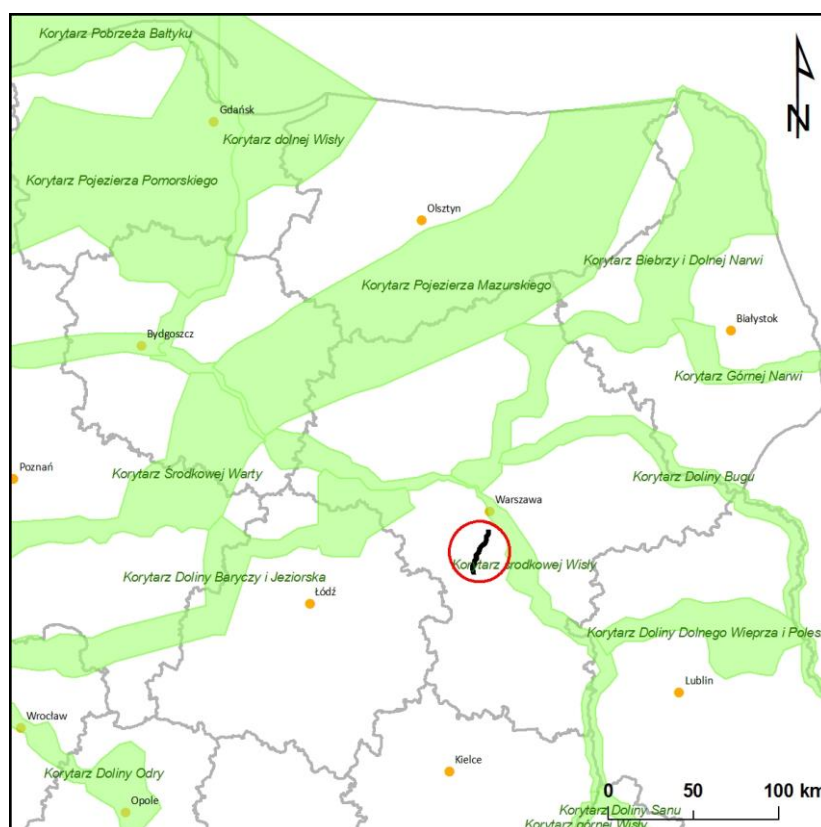 Korytarz Pobrzeża Bałtyku
Gdańsk
Korytarz dolnej Wisły
N
Korytarz Pojezierza Pomorskiego
Olsztyn
Korytarz Biebrzy i Dolnej Narwi
Korytarz Pojezierza Mazurskiego
Bydgoszcz
Białystok
Korytarz Górnej Narwi
Poznań
Korytarz Środkowej Warty
Korytarz Doliny Bugu
Warszawa
Korytarz środkowej Wisły
Korytarz Doliny Baryczy i Jeziorska
Łódź
Korytarz Doliny Dolnego Wieprza i Poles
Lublin
Wrocław
Kielce
Korytarz Doliny Odry
Opole
0 50 100 km
Korytarz Doliny Sanu
Korytarz górnej Wisły